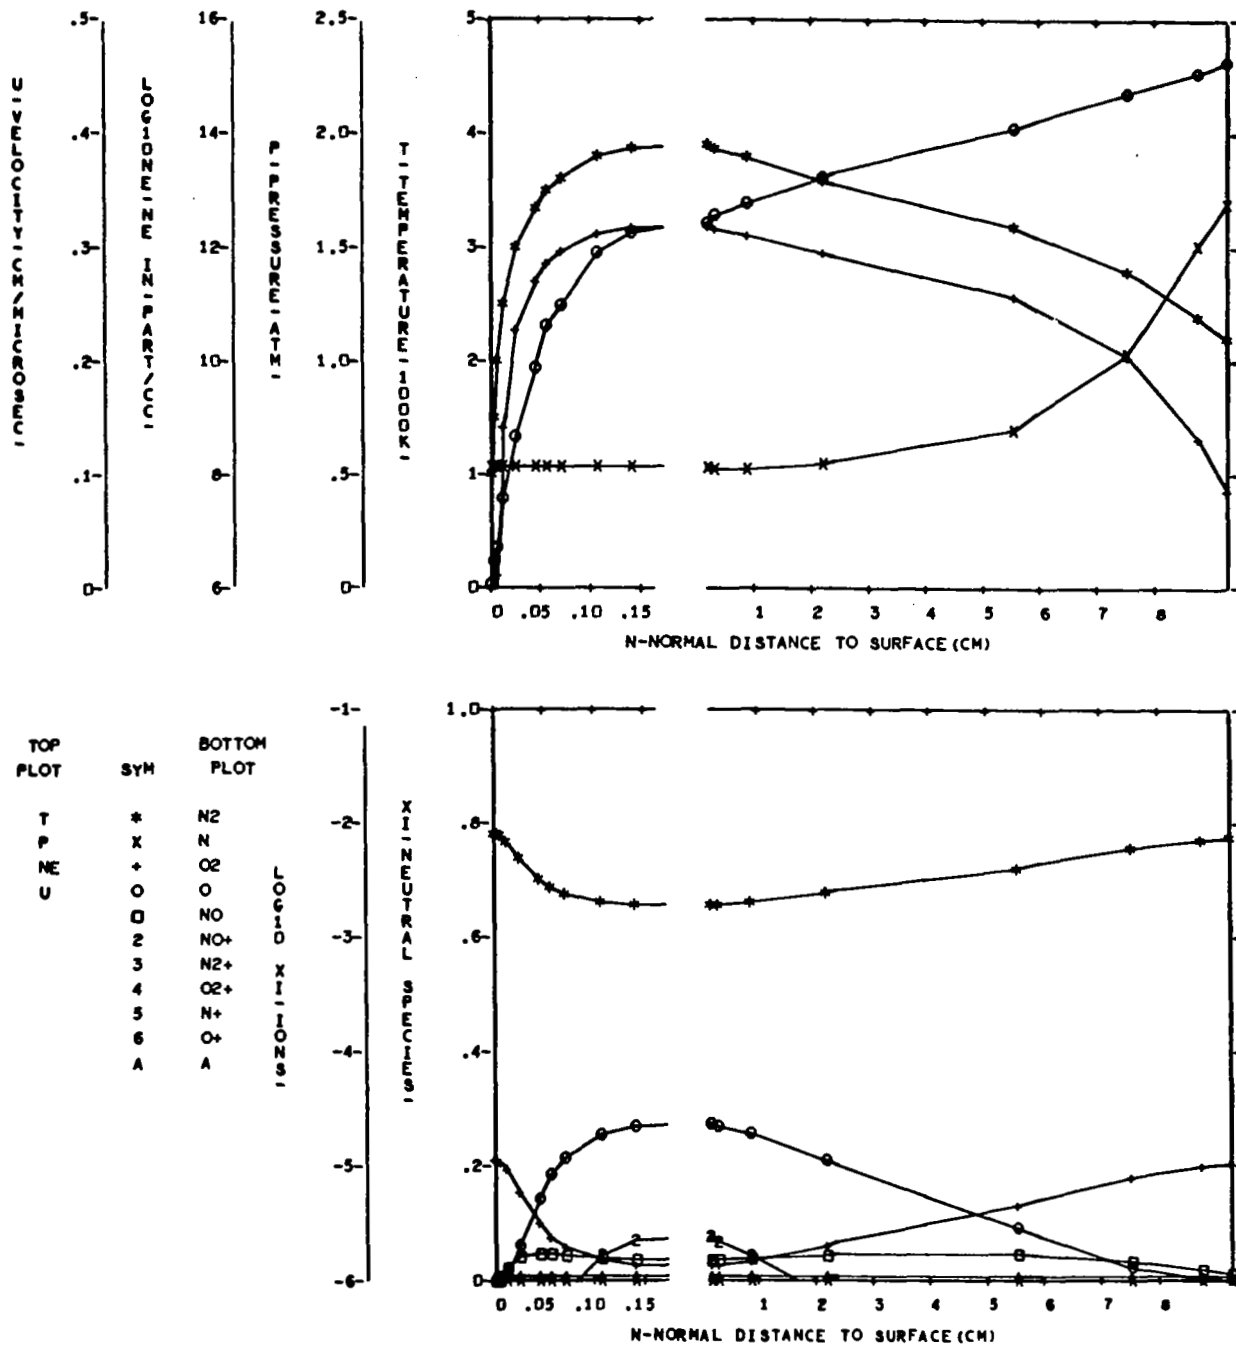 U-VELOCITY-CM/MICROSEC-
.5-
.4-
.3-
.2-
.1-
0-
LOG10NE-NE IN-PART/CC-
16-
14-
12-
10-
8-
6-
P-PRESSURE-ATM-
2.5-
2.0-
1.5-
1.0-
0.5-
0-
T-TEMPERATURE-1000K-
5
4
3
2
1
0
0 .05 .10 .15 1 2 3 4 5 6 7 8
N-NORMAL DISTANCE TO SURFACE(CM)
TOP PLOT SYM BOTTOM PLOT
T * N2
P X N
NE + O2
U O O
□ NO
2 NO+
3 N2+
4 O2+
5 N+
6 O+
A A
LOG10 XI-IONS-
-1-
-2-
-3-
-4-
-5-
-6-
XI-NEUTRAL SPECIES-
1.0
.8
.6
.4
.2
0
2 2 2
0 .05 .10 .15 1 2 3 4 5 6 7 8
N-NORMAL DISTANCE TO SURFACE(CM)